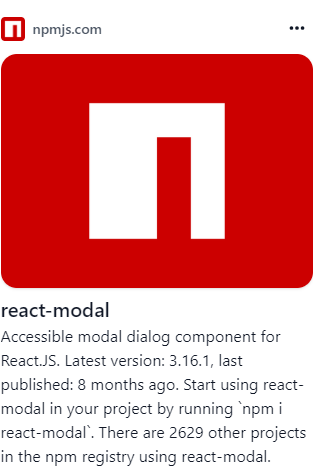 npmjs.com
react-modal
Accessible modal dialog component for
ReactJS. Latest version: 3.16.1, last
published: 8 months ago. Start using react-
modal in your project by running `npm i
react-modal`. There are 2629 other projects
in the npm registry using react-modal.